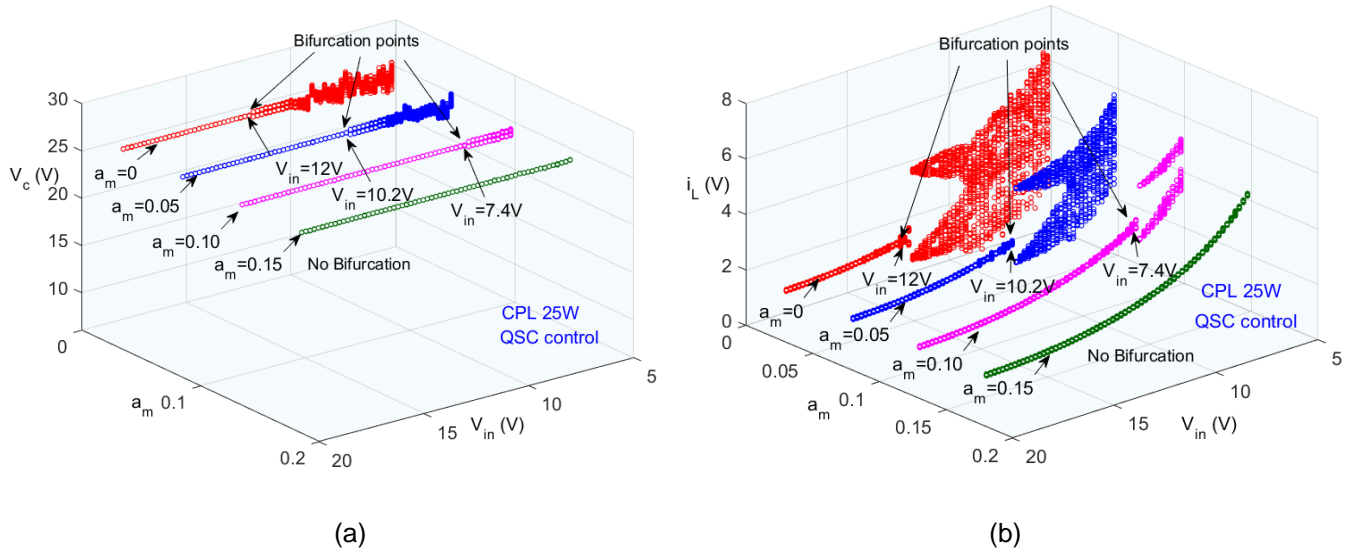 Bifurcation points
30
25
V_c (V)
20
15
10
a_m=0
a_m=0.05
a_m=0.10
a_m=0.15
V_in=12V
V_in=10.2V
V_in=7.4V
No Bifurcation
CPL 25W
QSC control
0
a_m 0.1
0.2
20
15
V_in (V)
10
5
(a)
Bifurcation points
8
6
i_L (V)
4
2
0
a_m=0
a_m=0.05
a_m=0.10
a_m=0.15
V_in=12V
V_in=10.2V
V_in=7.4V
No Bifurcation
CPL 25W
QSC control
0
0.05
a_m 0.1
0.15
0.2
20
15
V_in (V)
10
5
(b)